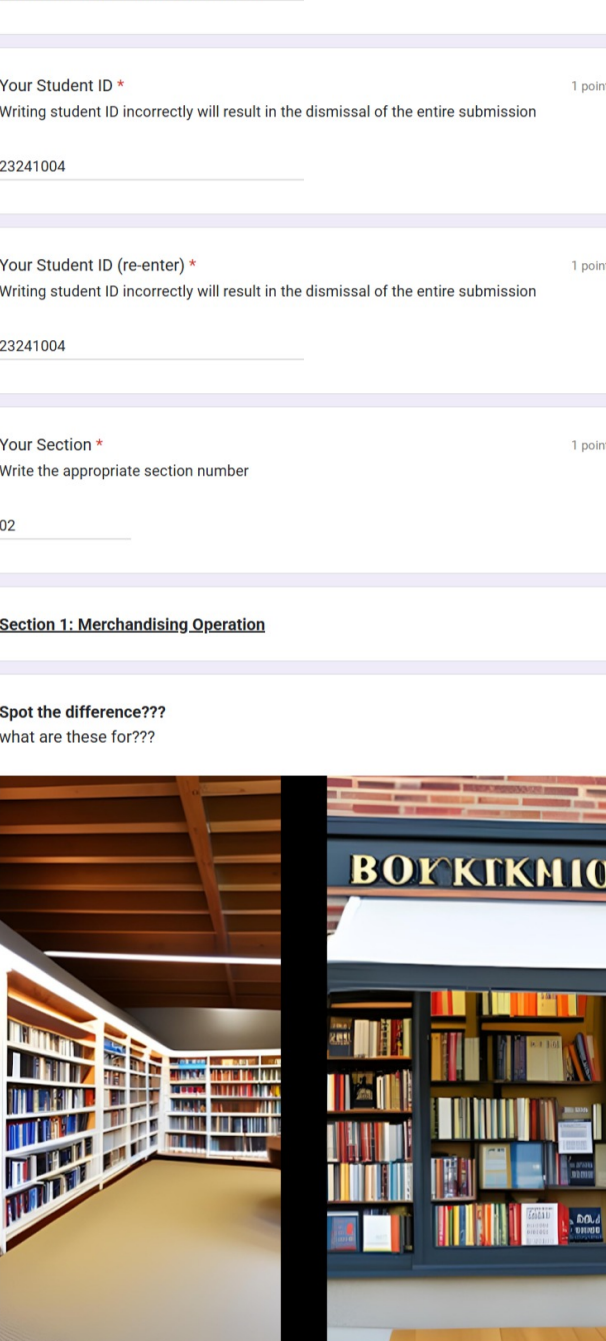 Your Student ID *
1 poin
Writing student ID incorrectly will result in the dismissal of the entire submission
23241004
Your Student ID (re-enter) *
1 poin
Writing student ID incorrectly will result in the dismissal of the entire submission
23241004
Your Section *
1 poin
Write the appropriate section number
02
Section 1: Merchandising Operation
Spot the difference???
what are these for???